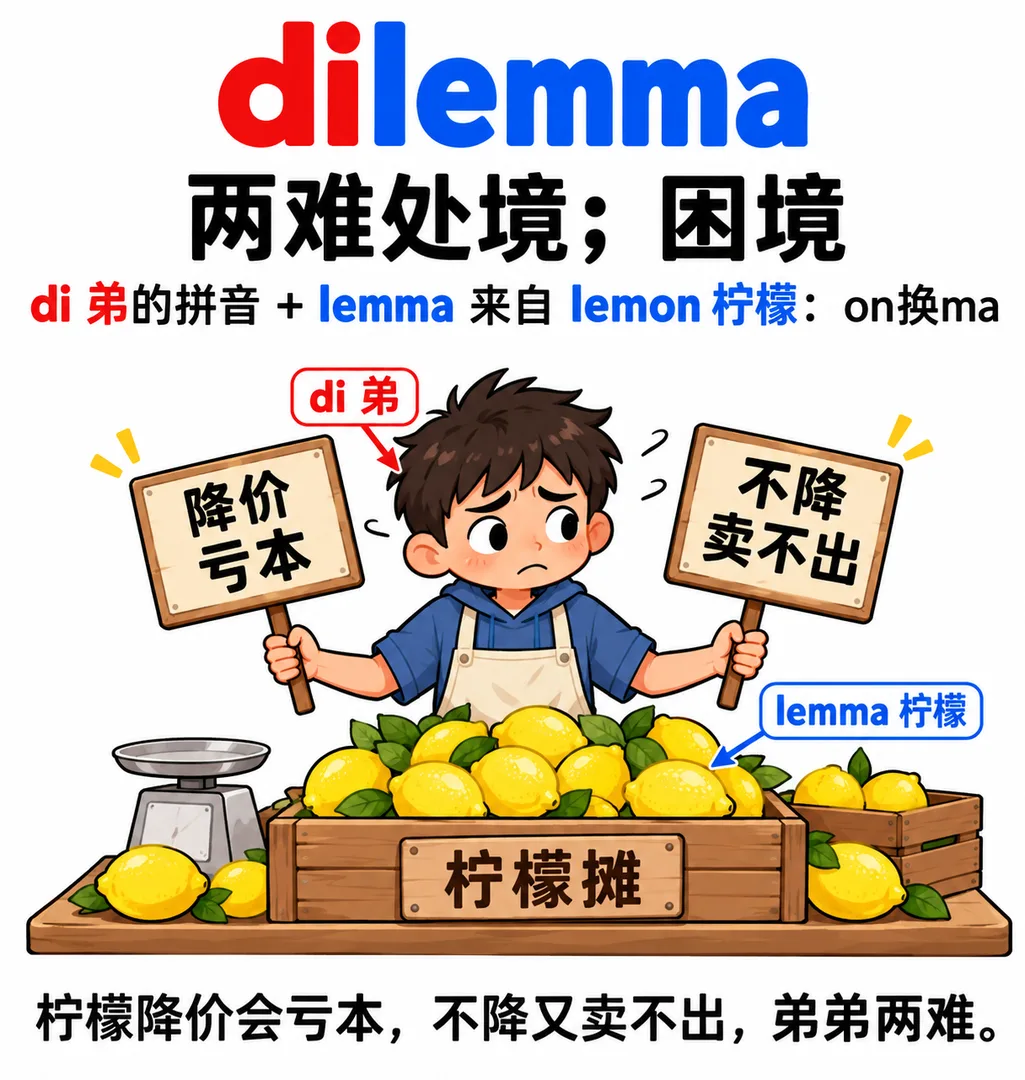 dilemma
两难处境；困境
di 弟的拼音 + lemma 来自 lemon 柠檬：on换ma
di 弟
降价
亏本
不降
卖不出
lemma 柠檬
柠檬摊
柠檬降价会亏本，不降又卖不出，弟弟两难。